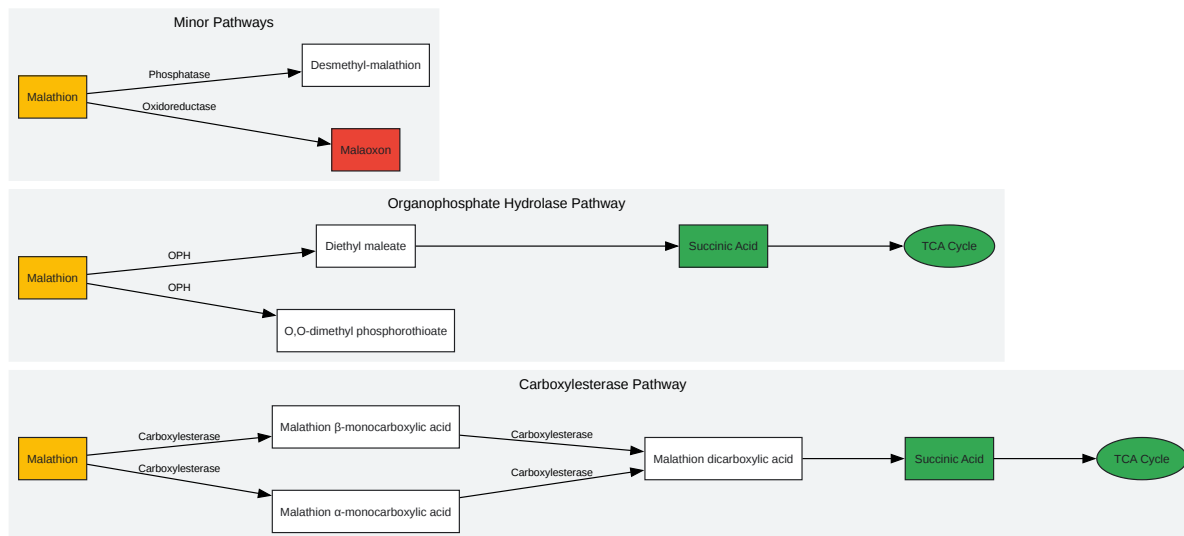 Minor Pathways
Desmethyl-malathion
Phosphatase
Malathion
Oxidoreductase
Malaoxon
Organophosphate Hydrolase Pathway
Diethyl maleate
Succinic Acid
TCA Cycle
OPH
Malathion
OPH
O,O-dimethyl phosphorothioate
Carboxylesterase Pathway
Malathion β-monocarboxylic acid
Carboxylesterase
Carboxylesterase
Malathion
Malathion dicarboxylic acid
Succinic Acid
TCA Cycle
Carboxylesterase
Carboxylesterase
Malathion α-monocarboxylic acid